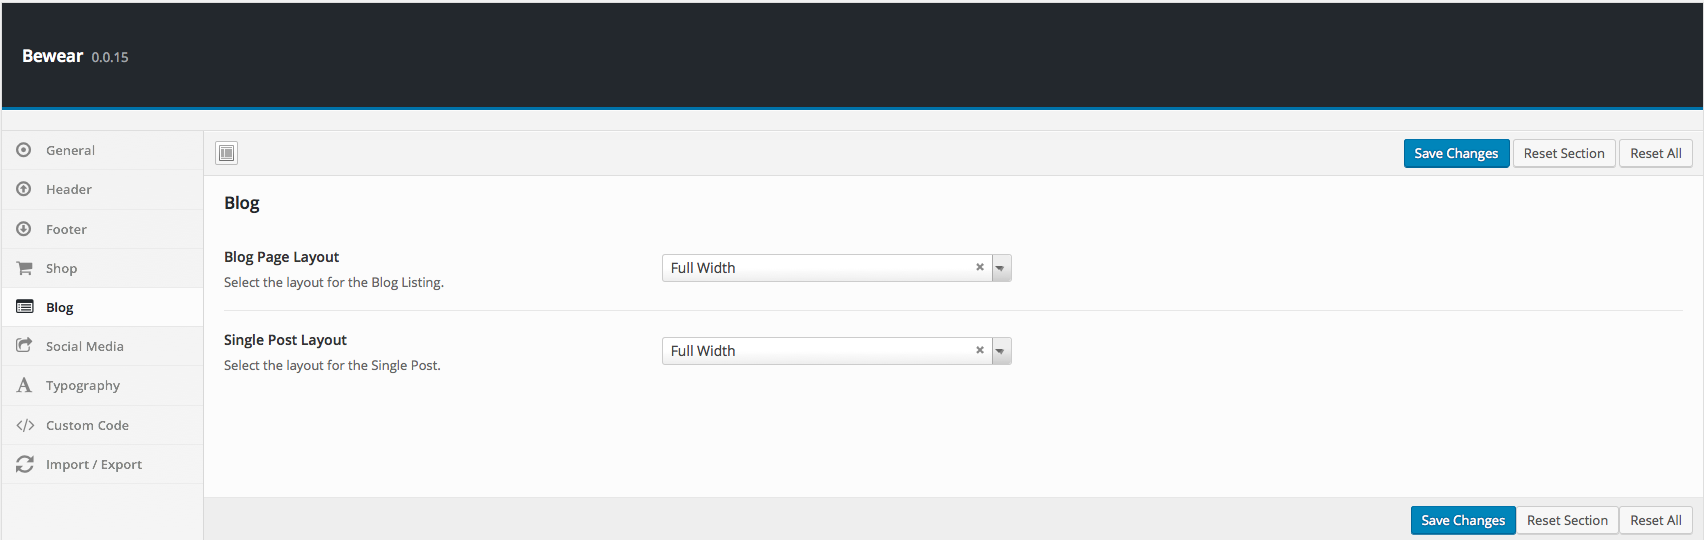 Bewear 0.0.15
General
Header
Footer
Shop
Blog
Social Media
Typography
Custom Code
Import / Export
Save Changes Reset Section Reset All
Blog
Blog Page Layout
Select the layout for the Blog Listing.
Full Width
Single Post Layout
Select the layout for the Single Post.
Full Width
Save Changes Reset Section Reset All